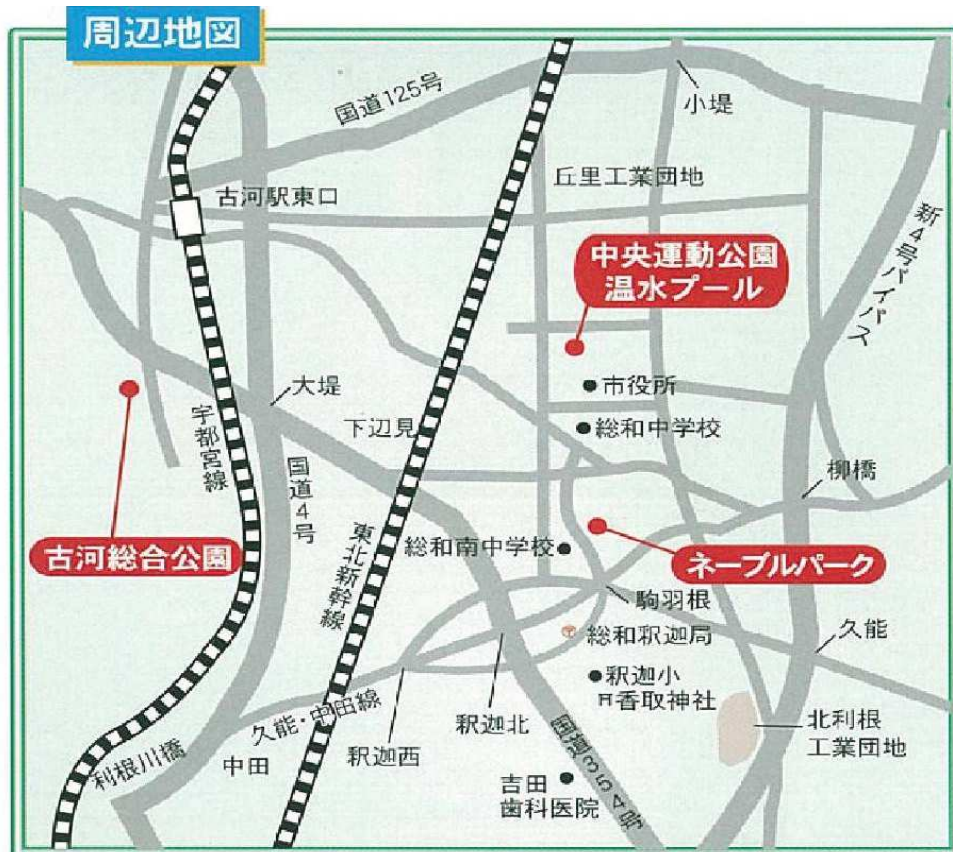 周辺地図
国道125号
小堤
古河駅東口
丘里工業団地
新4号バイパス
中央運動公園
温水プール
大堤
市役所
下辺見
総和中学校
宇都宮線
国道4号
柳橋
東北新幹線
古河総合公園
総和南中学校
ネーブルパーク
駒羽根
久能
総和釈迦局
釈迦小
香取神社
久能・中田線
釈迦西
釈迦北
国道354号
北利根
工業団地
利根川橋
中田
吉田
歯科医院